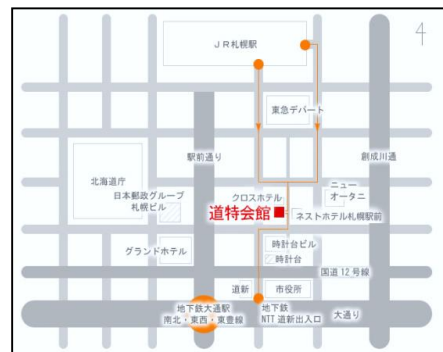 4
JR札幌駅
東急デパート
駅前通り
創成川通
北海道庁
日本郵政グループ
札幌ビル
クロスホテル
ニュー
オータニ
道特会館
ネストホテル札幌駅前
グランドホテル
時計台ビル
時計台
国道12号線
道新
市役所
地下鉄大通駅
南北・東西・東豊線
地下鉄
NTT道新出入口
大通り